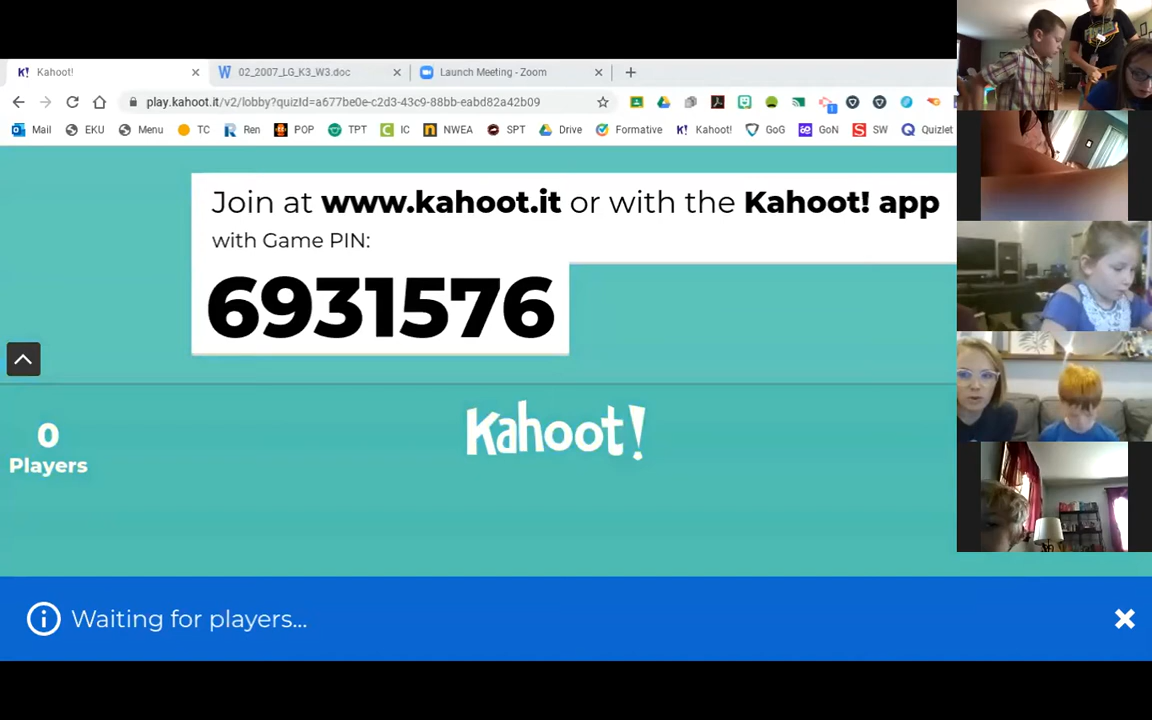 Kahoot!
02_2007_LG_K3_W3.doc
Launch Meeting - Zoom
play.kahoot.it/v2/lobby?quizId=a677be0e-c2d3-43c9-88bb-eabd82a42b09
Mail EKU Menu TC Ren POP TPT IC NWEA SPT Drive Formative Kahoot! GoG GoN SW Quizlet
Join at www.kahoot.it or with the Kahoot! app
with Game PIN:
6931576
0
Players
Kahoot!
Waiting for players...